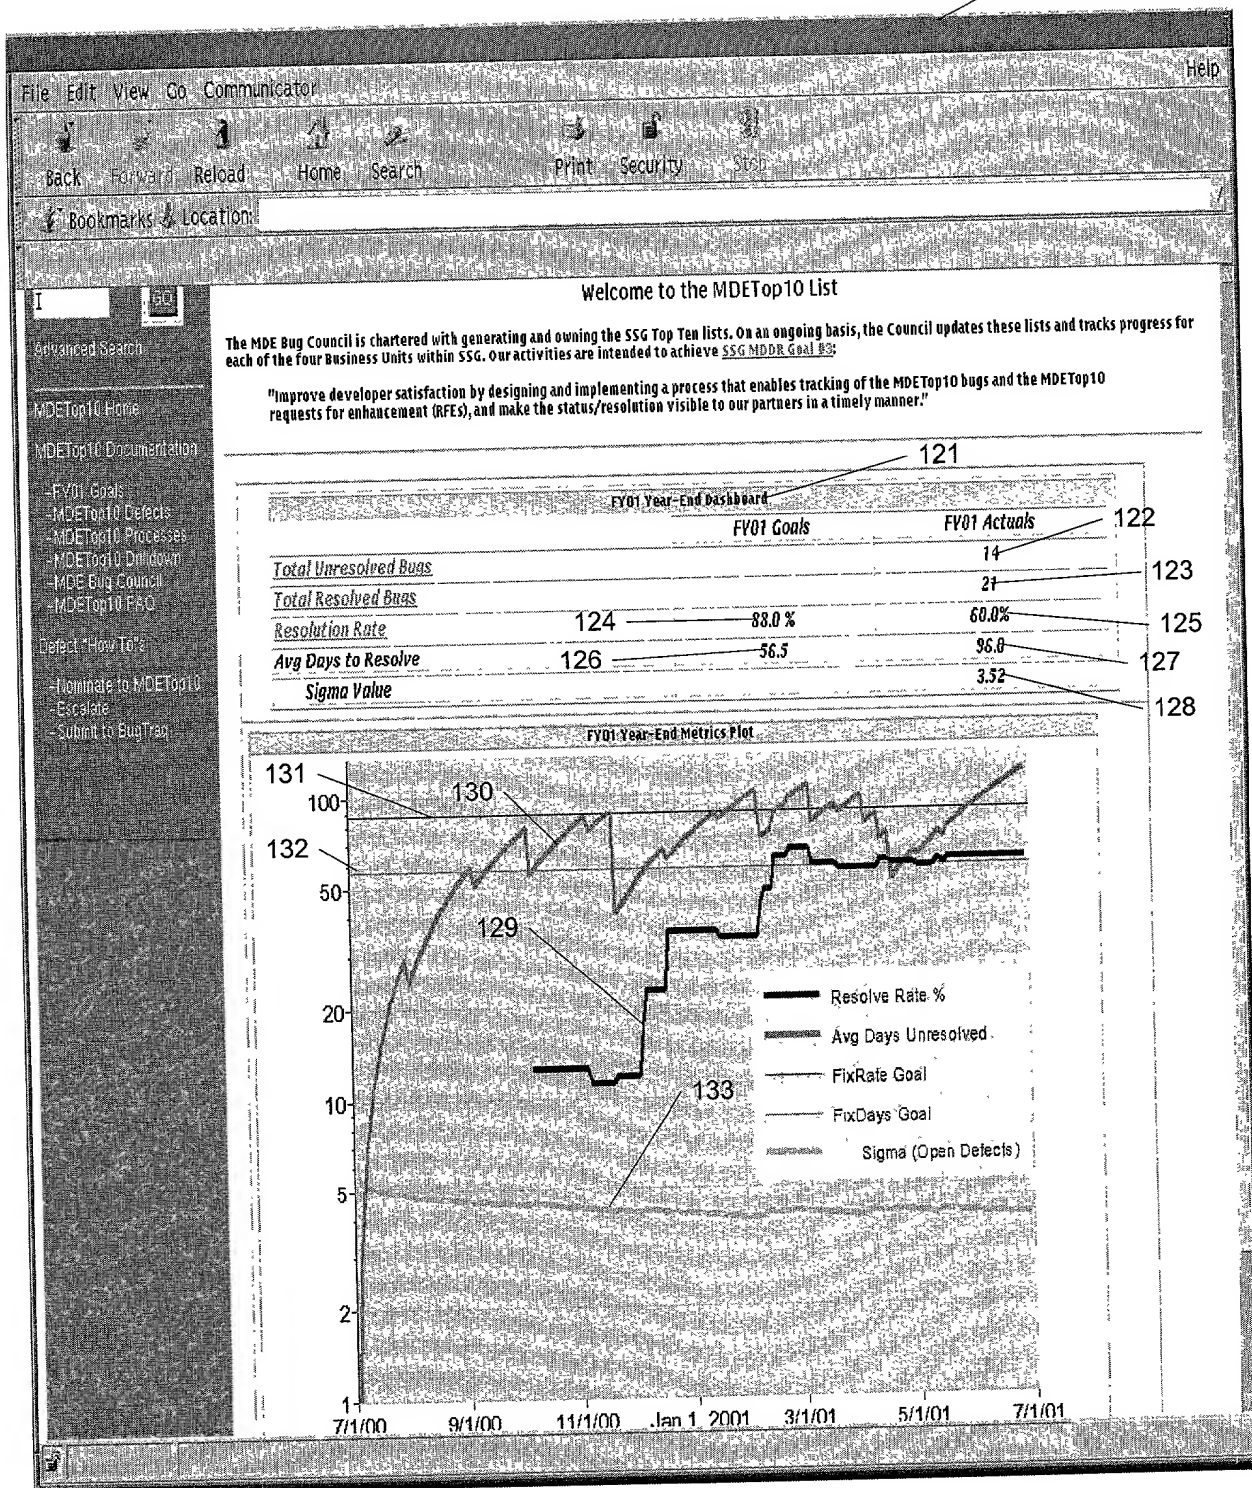 Help
File Edit View Go Communicator
Back Forward Reload Home Search Print Security Stop
Bookmarks & Location:
GO
Advanced Search
MDETop10 Home
MDETop10 Documentation
-FY01 Goals
-MDETop10 Defects
-MDETop10 Processes
-MDETop10 Drilldown
-MDE Bug Council
-MDETop10 FAQ
Defect "How To"s
-Nominate to MDETop10
-Escalate
-Submit to BugTraq
Welcome to the MDETop10 List
The MDE Bug Council is chartered with generating and owning the SSG Top Ten lists. On an ongoing basis, the Council updates these lists and tracks progress for
each of the four Business Units within SSG. Our activities are intended to achieve SSG MDDR Goal #3:
"Improve developer satisfaction by designing and implementing a process that enables tracking of the MDETop10 bugs and the MDETop10
requests for enhancement (RFEs), and make the status/resolution visible to our partners in a timely manner."
121
FY01 Year-End Dashboard
FY01 Goals FY01 Actuals
122
Total Unresolved Bugs 14
123
Total Resolved Bugs 21
Resolution Rate 124 88.0 % 60.0% 125
Avg Days to Resolve 126 56.5 96.0 127
Sigma Value 3.52 128
FY01 Year-End Metrics Plot
131
130
100
132
50
129
20
10
5
2
1
133
Resolve Rate %
Avg Days Unresolved
FixRate Goal
FixDays Goal
Sigma (Open Defects)
7/1/00 9/1/00 11/1/00 Jan 1, 2001 3/1/01 5/1/01 7/1/01